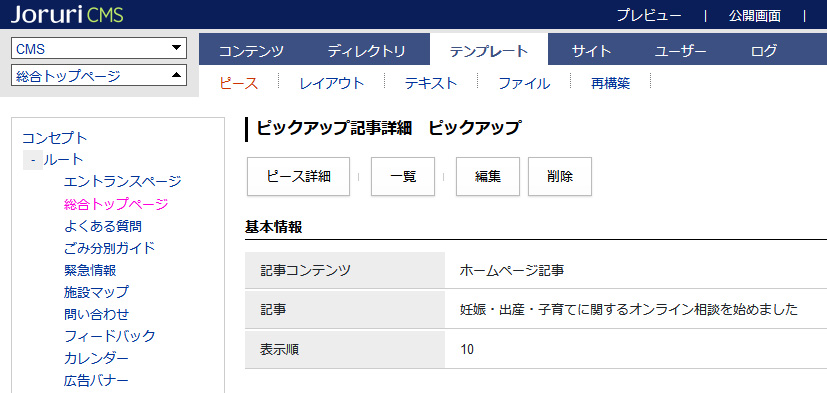 Joruri CMS
プレビュー | 公開画面 |
CMS
総合トップページ
コンテンツ ディレクトリ テンプレート サイト ユーザー ログ
ピース レイアウト テキスト ファイル 再構築
コンセプト
- ルート
エントランスページ
総合トップページ
よくある質問
ごみ分別ガイド
緊急情報
施設マップ
問い合わせ
フィードバック
カレンダー
広告バナー
ピックアップ記事詳細 ピックアップ
ピース詳細 一覧 編集 削除
基本情報
記事コンテンツ ホームページ記事
記事 妊娠・出産・子育てに関するオンライン相談を始めました
表示順 10